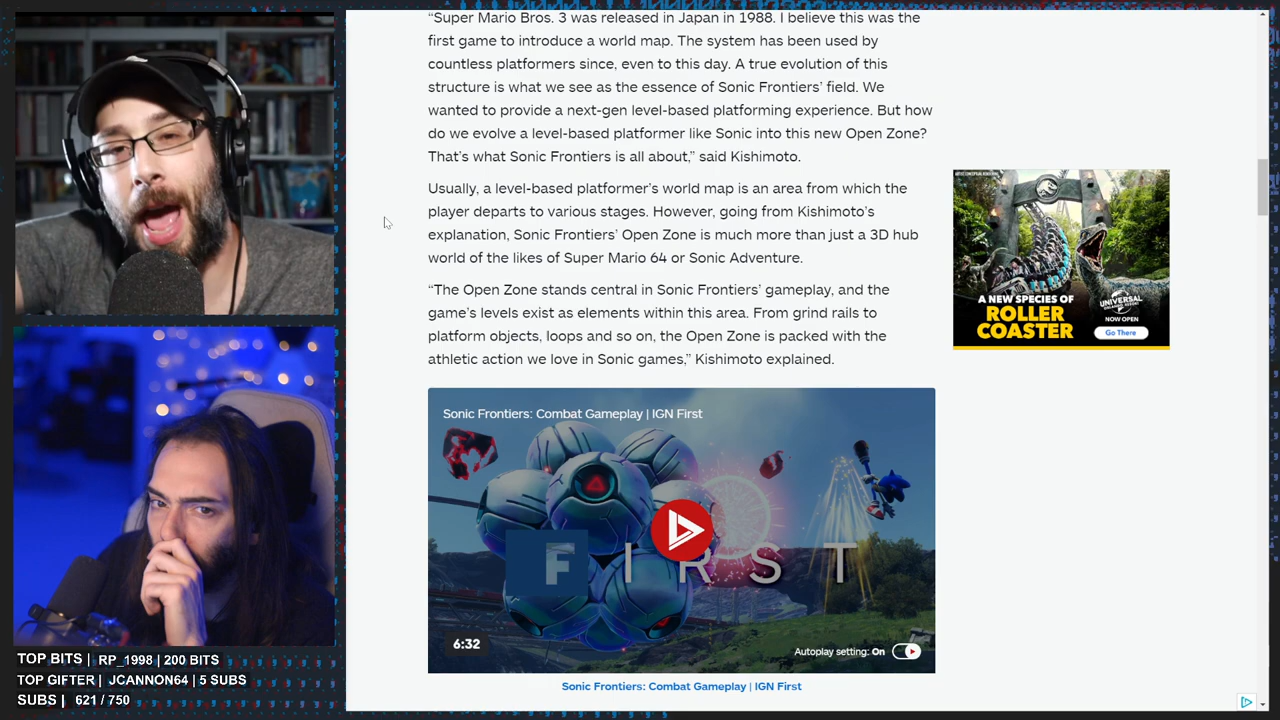 “Super Mario Bros. 3 was released in Japan in 1988. I believe this was the
first game to introduce a world map. The system has been used by
countless platformers since, even to this day. A true evolution of this
structure is what we see as the essence of Sonic Frontiers’ field. We
wanted to provide a next-gen level-based platforming experience. But how
do we evolve a level-based platformer like Sonic into this new Open Zone?
That’s what Sonic Frontiers is all about,” said Kishimoto.
Usually, a level-based platformer’s world map is an area from which the
player departs to various stages. However, going from Kishimoto’s
explanation, Sonic Frontiers’ Open Zone is much more than just a 3D hub
world of the likes of Super Mario 64 or Sonic Adventure.
“The Open Zone stands central in Sonic Frontiers’ gameplay, and the
game’s levels exist as elements within this area. From grind rails to
platform objects, loops and so on, the Open Zone is packed with the
athletic action we love in Sonic games,” Kishimoto explained.
Sonic Frontiers: Combat Gameplay | IGN First
FIRST
6:32
Autoplay setting: On
Sonic Frontiers: Combat Gameplay | IGN First
A NEW SPECIES OF
ROLLER
COASTER
UNIVERSAL
NOW OPEN
Go There
TOP BITS | RP_1998 | 200 BITS
TOP GIFTER | JCANNON64 | 5 SUBS
SUBS | 621 / 750